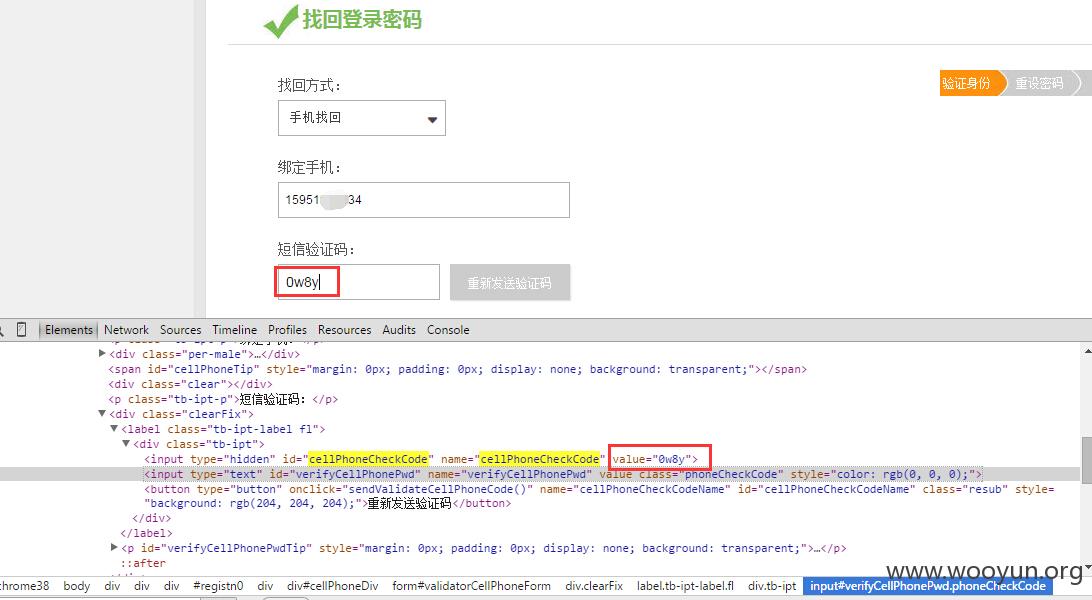 找回登录密码
找回方式：
验证身份 重设密码
手机找回
绑定手机：
15951 34
短信验证码：
0w8y 重新发送验证码
Elements Network Sources Timeline Profiles Resources Audits Console
<div class="per-male">…</div>
<span id="cellPhoneTip" style="margin: 0px; padding: 0px; display: none; background: transparent;"></span>
<div class="clear"></div>
<p class="tb-ipt-p">短信验证码：</p>
<div class="clearFix">
<label class="tb-ipt-label fl">
<div class="tb-ipt">
<input type="hidden" id="cellPhoneCheckCode" name="cellPhoneCheckCode" value="0w8y">
<input type="text" id="verifyCellPhonePwd" name="verifyCellPhonePwd" value class="phoneCheckCode" style="color: rgb(0, 0, 0);">
<button type="button" onclick="sendValidateCellPhoneCode()" name="cellPhoneCheckCodeName" id="cellPhoneCheckCodeName" class="resub" style=
"background: rgb(204, 204, 204);">重新发送验证码</button>
</div>
</label>
<p id="verifyCellPhonePwdTip" style="margin: 0px; padding: 0px; display: none; background: transparent;">…</p>
::after
www.wooyun.org
chrome38 body div div div #registn0 div div#cellPhoneDiv form#validatorCellPhoneForm div.clearFix label.tb-ipt-label.fl div.tb-ipt input#verifyCellPhonePwd.phoneCheckCode